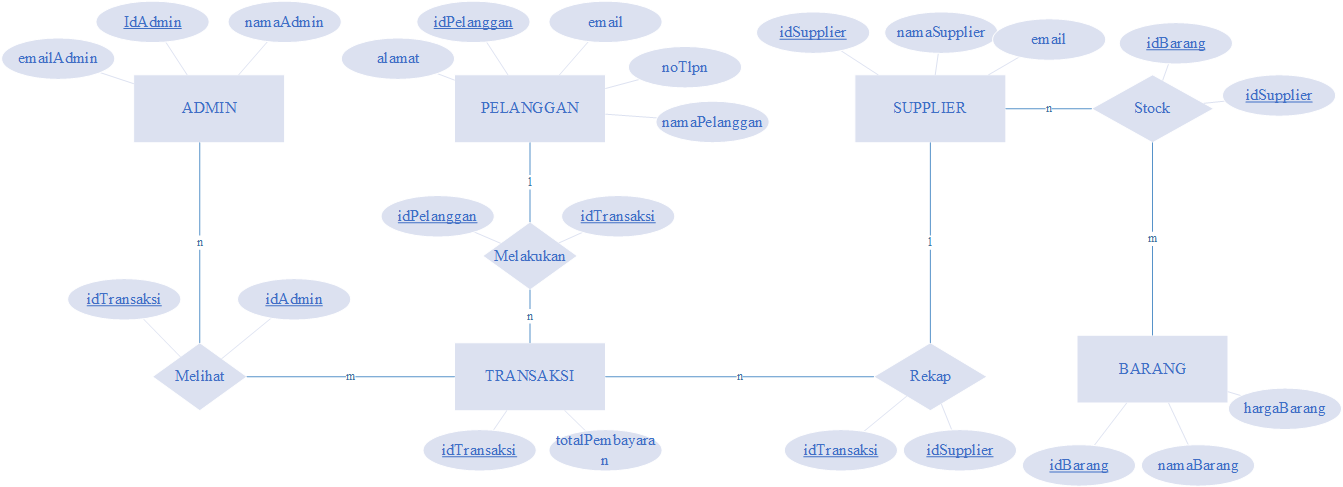 IdAdmin
namaAdmin
emailAdmin
ADMIN
idPelanggan
email
alamat
noTlpn
PELANGGAN
namaPelanggan
idSupplier
namaSupplier
email
SUPPLIER
n
idBarang
Stock
idSupplier
1
idPelanggan
idTransaksi
Melakukan
n
n
1
m
idTransaksi
idAdmin
Melihat
m
TRANSAKSI
n
Rekap
BARANG
hargaBarang
idTransaksi
totalPembayara
n
idTransaksi
idSupplier
idBarang
namaBarang